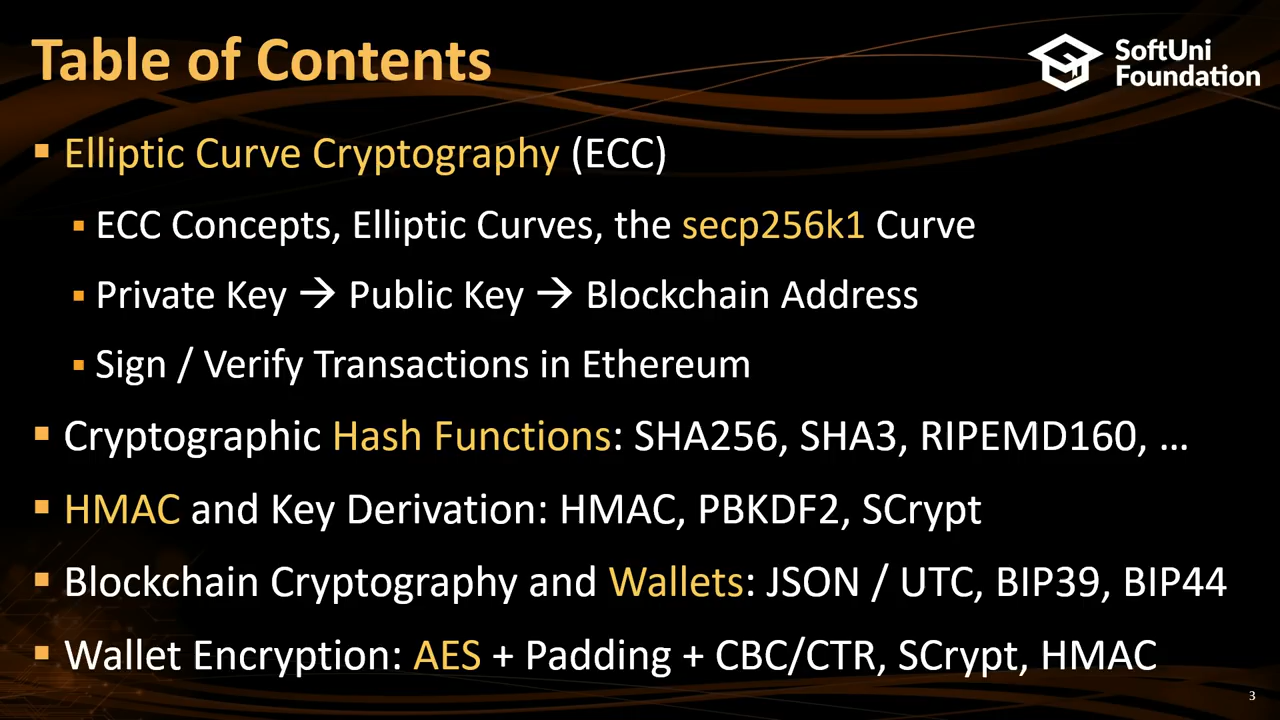 Table of Contents
SoftUni
Foundation
▪ Elliptic Curve Cryptography (ECC)
▪ ECC Concepts, Elliptic Curves, the secp256k1 Curve
▪ Private Key → Public Key → Blockchain Address
▪ Sign / Verify Transactions in Ethereum
▪ Cryptographic Hash Functions: SHA256, SHA3, RIPEMD160, …
▪ HMAC and Key Derivation: HMAC, PBKDF2, SCrypt
▪ Blockchain Cryptography and Wallets: JSON / UTC, BIP39, BIP44
▪ Wallet Encryption: AES + Padding + CBC/CTR, SCrypt, HMAC
3